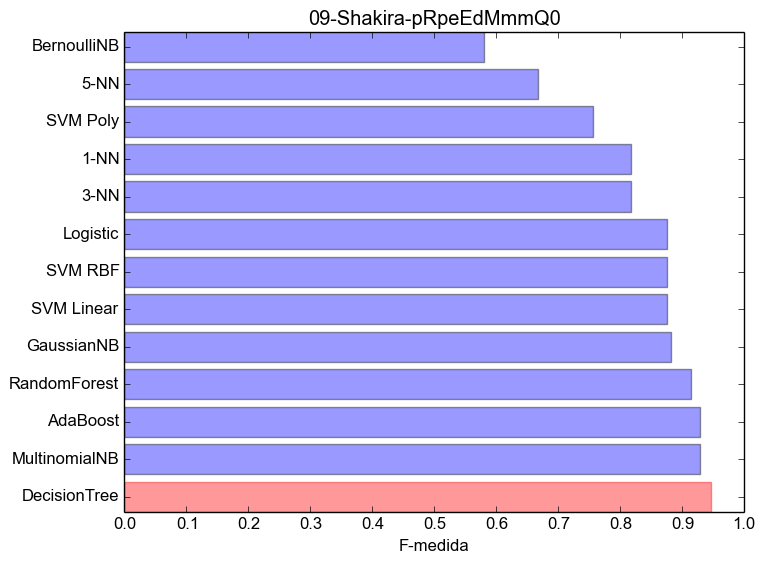 09-Shakira-pRpeEdMmmQ0
BernoulliNB
5-NN
SVM Poly
1-NN
3-NN
Logistic
SVM RBF
SVM Linear
GaussianNB
RandomForest
AdaBoost
MultinomialNB
DecisionTree
0.0 0.1 0.2 0.3 0.4 0.5 0.6 0.7 0.8 0.9 1.0
F-medida